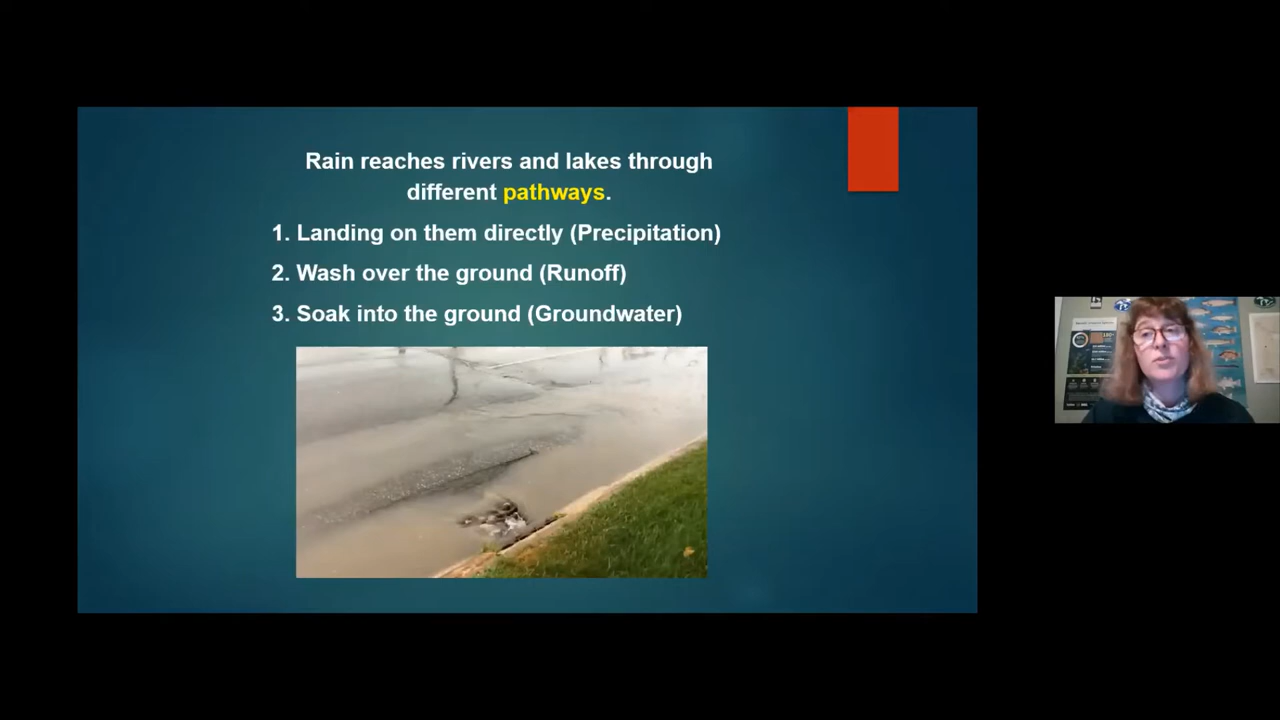 Rain reaches rivers and lakes through
different pathways.
1. Landing on them directly (Precipitation)
2. Wash over the ground (Runoff)
3. Soak into the ground (Groundwater)